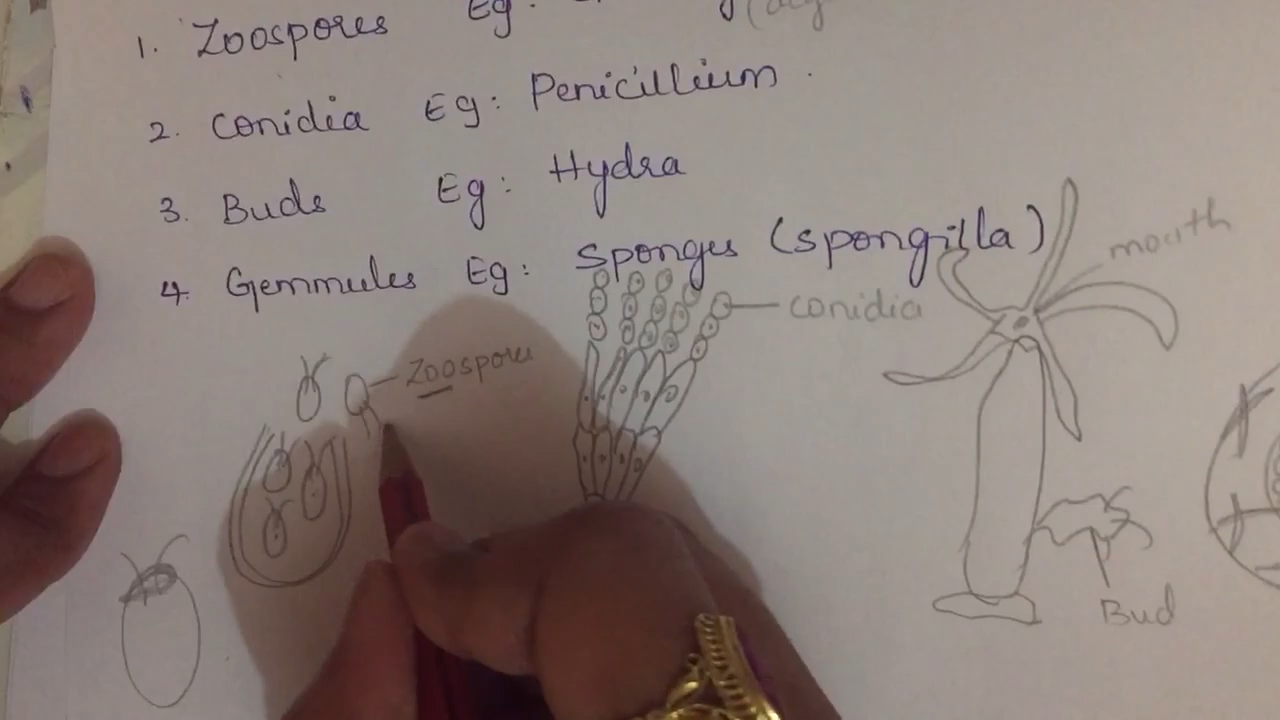 1. Zoospores Eg:
2. Conidia Eg: Penicillium.
3. Buds Eg: Hydra
4. Gemmules Eg: Sponges (spongilla)
mouth
conidia
Zoospore
Bud